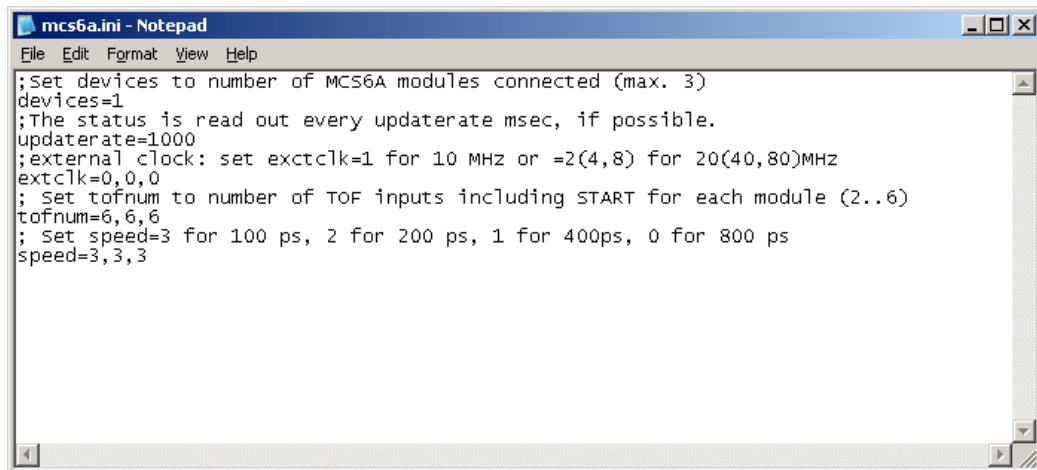 mcs6a.ini - Notepad
File Edit Format View Help
;Set devices to number of MCS6A modules connected (max. 3)
devices=1
;The status is read out every updaterate msec, if possible.
updaterate=1000
;external clock: set exctclk=1 for 10 MHz or =2(4,8) for 20(40,80)MHz
extclk=0,0,0
; Set tofnum to number of TOF inputs including START for each module (2..6)
tofnum=6,6,6
; Set speed=3 for 100 ps, 2 for 200 ps, 1 for 400ps, 0 for 800 ps
speed=3,3,3